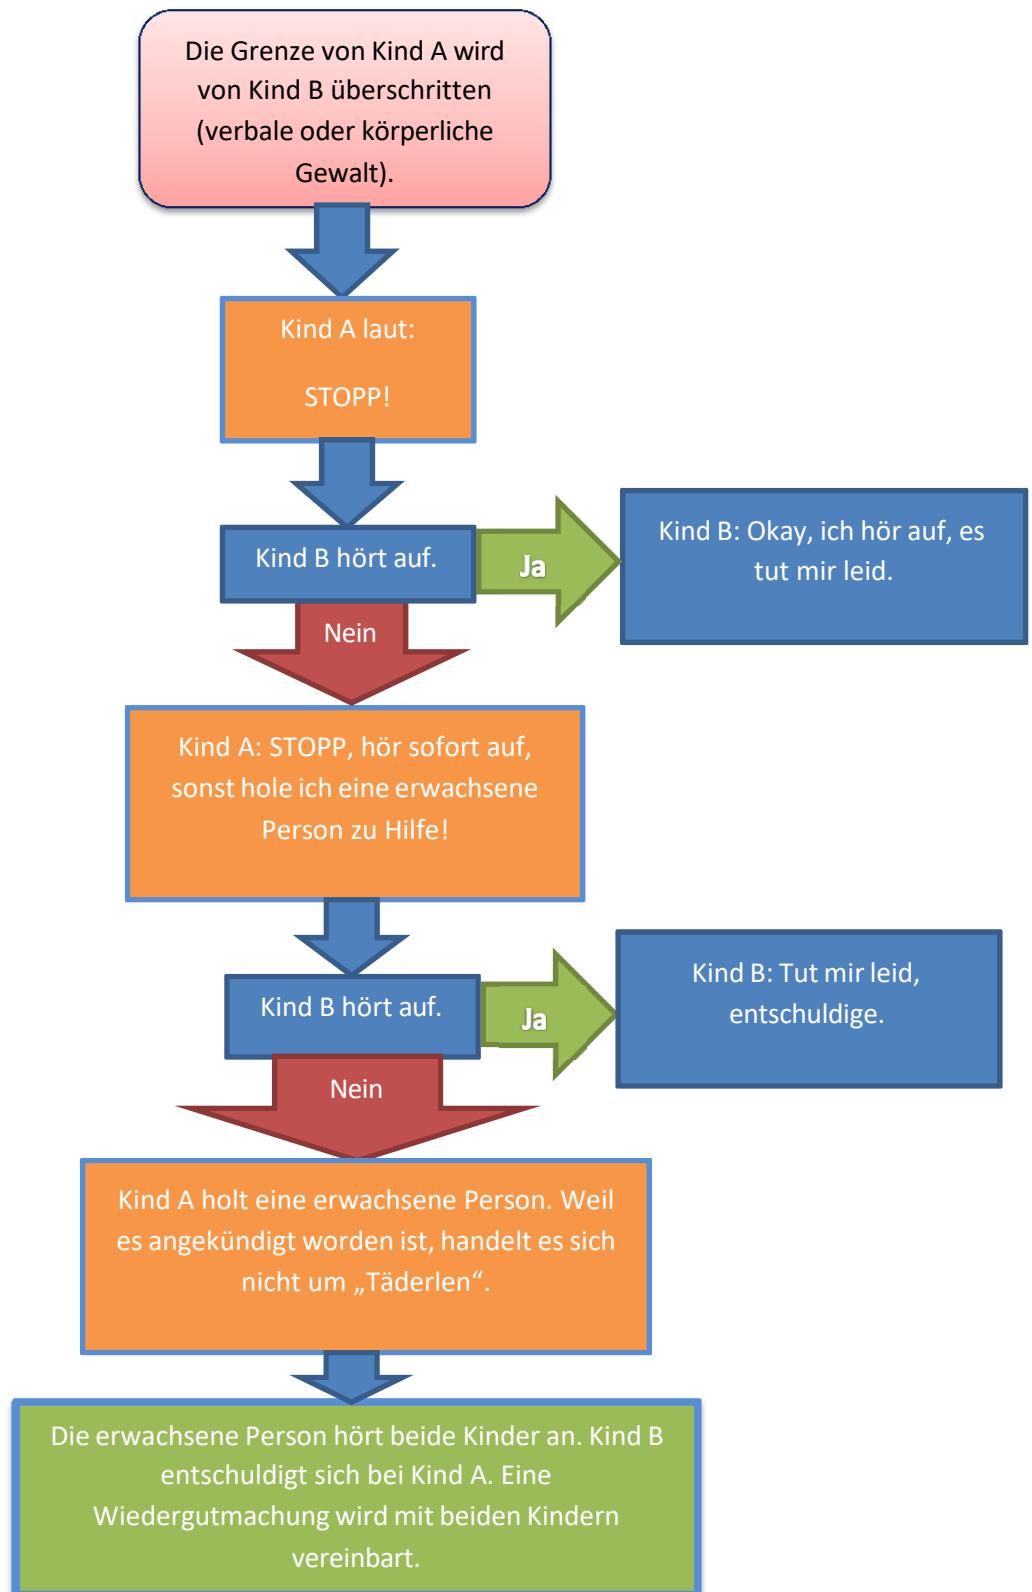 Die Grenze von Kind A wird
von Kind B überschritten
(verbale oder körperliche
Gewalt).
Kind A laut:
STOPP!
Kind B hört auf.
Ja
Kind B: Okay, ich hör auf, es
tut mir leid.
Nein
Kind A: STOPP, hör sofort auf,
sonst hole ich eine erwachsene
Person zu Hilfe!
Kind B hört auf.
Ja
Kind B: Tut mir leid,
entschuldige.
Nein
Kind A holt eine erwachsene Person. Weil
es angekündigt worden ist, handelt es sich
nicht um „Täderlen“.
Die erwachsene Person hört beide Kinder an. Kind B
entschuldigt sich bei Kind A. Eine
Wiedergutmachung wird mit beiden Kindern
vereinbart.